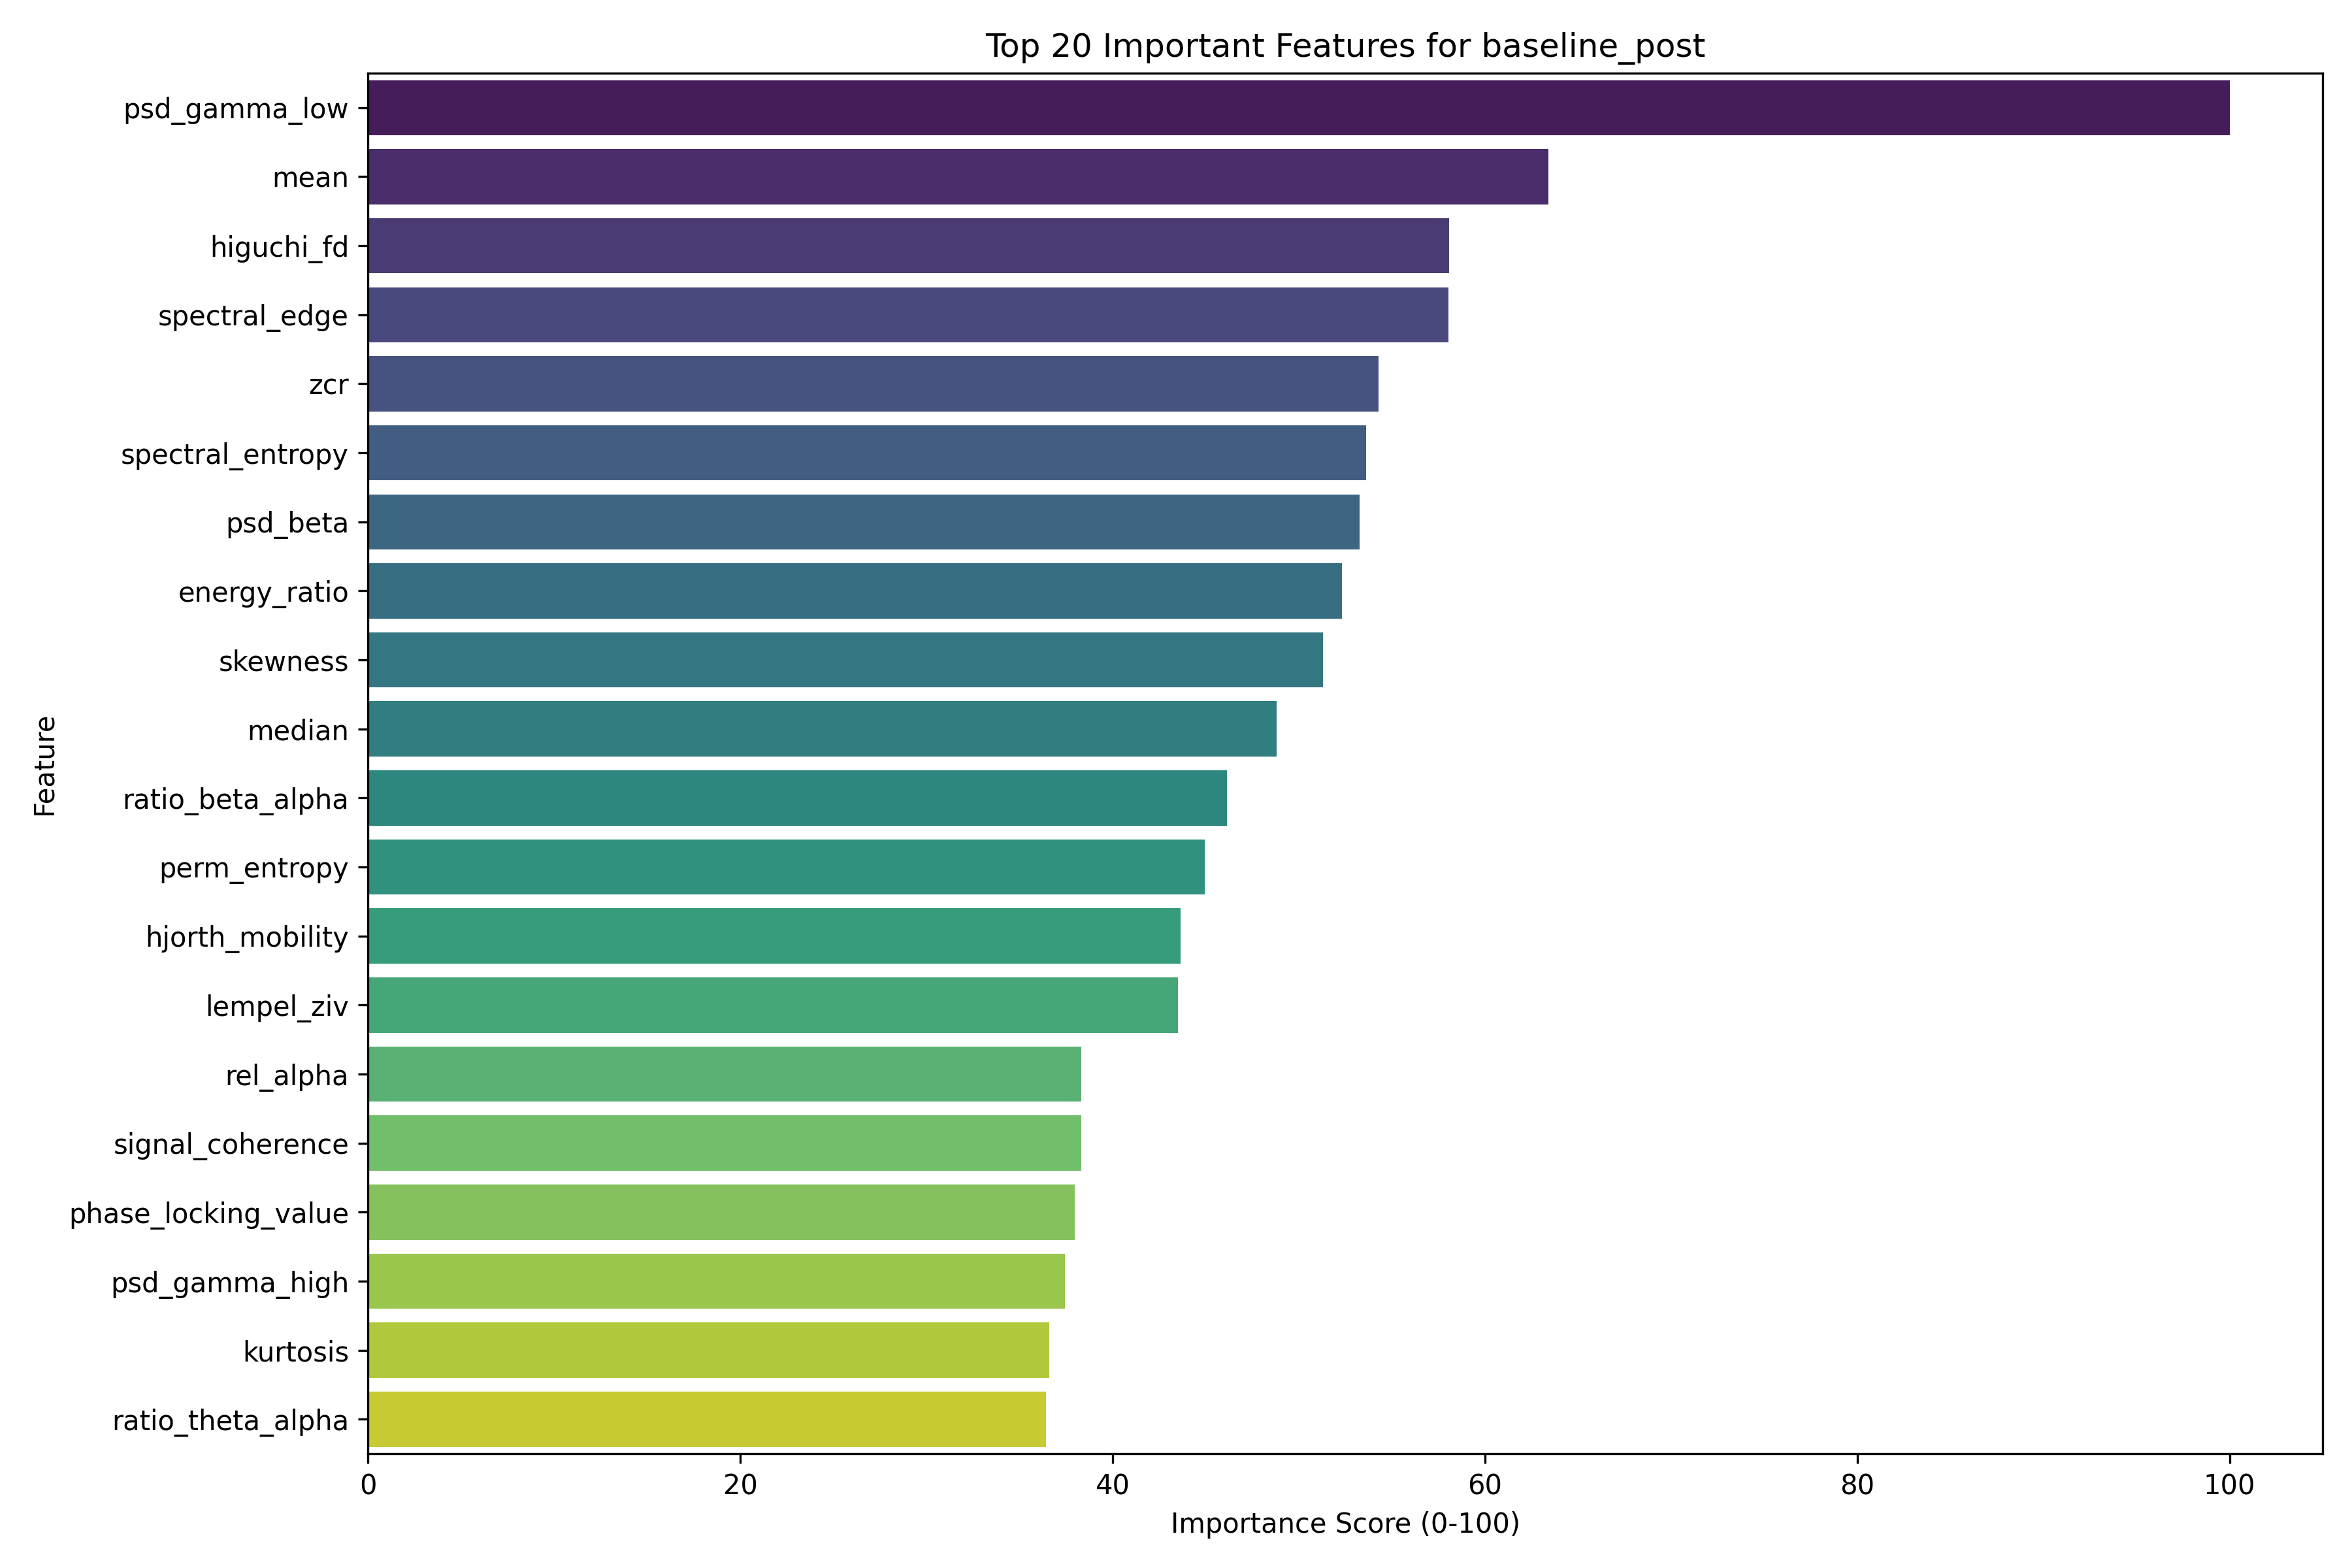 Top 20 Important Features for baseline_post
psd_gamma_low
mean
higuchi_fd
spectral_edge
zcr
spectral_entropy
psd_beta
energy_ratio
skewness
median
ratio_beta_alpha
perm_entropy
hjorth_mobility
lempel_ziv
rel_alpha
signal_coherence
phase_locking_value
psd_gamma_high
kurtosis
ratio_theta_alpha
Feature
0 20 40 60 80 100
Importance Score (0-100)